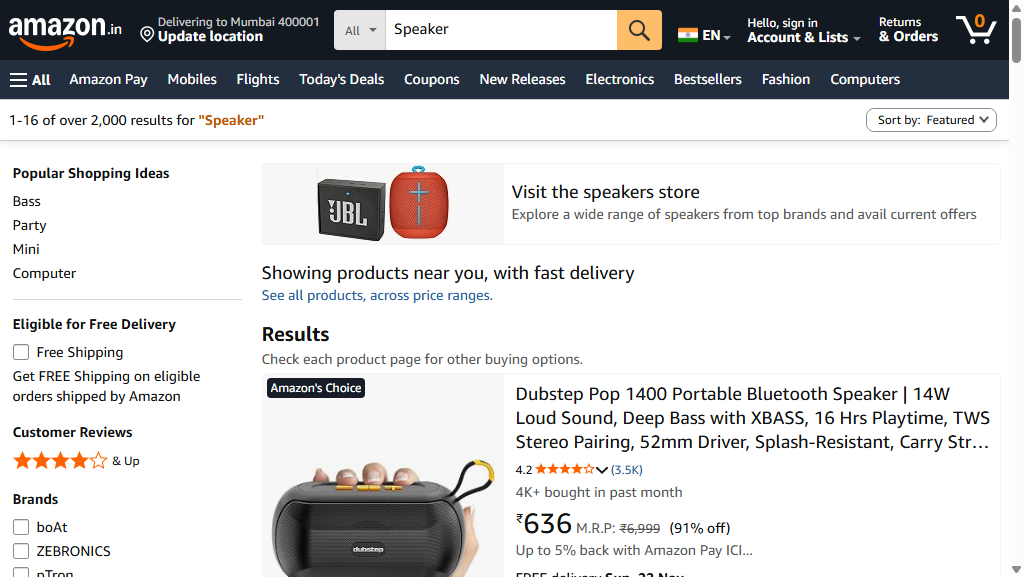 amazon.in
Delivering to Mumbai 400001
Update location
All
Speaker
EN
Hello, sign in
Account & Lists
Returns
& Orders
0
All
Amazon Pay
Mobiles
Flights
Today's Deals
Coupons
New Releases
Electronics
Bestsellers
Fashion
Computers
1-16 of over 2,000 results for "Speaker"
Sort by: Featured
Popular Shopping Ideas
Bass
Party
Mini
Computer
Eligible for Free Delivery
Free Shipping
Get FREE Shipping on eligible
orders shipped by Amazon
Customer Reviews
& Up
Brands
boAt
ZEBRONICS
pTron
JBL
Visit the speakers store
Explore a wide range of speakers from top brands and avail current offers
Showing products near you, with fast delivery
See all products, across price ranges.
Results
Check each product page for other buying options.
Amazon's Choice
dubstep
Dubstep Pop 1400 Portable Bluetooth Speaker | 14W
Loud Sound, Deep Bass with XBASS, 16 Hrs Playtime, TWS
Stereo Pairing, 52mm Driver, Splash-Resistant, Carry Str...
4.2 (3.5K)
4K+ bought in past month
₹636 M.R.P: ₹6,999 (91% off)
Up to 5% back with Amazon Pay ICI...
FREE delivery Sun, 23 Nov